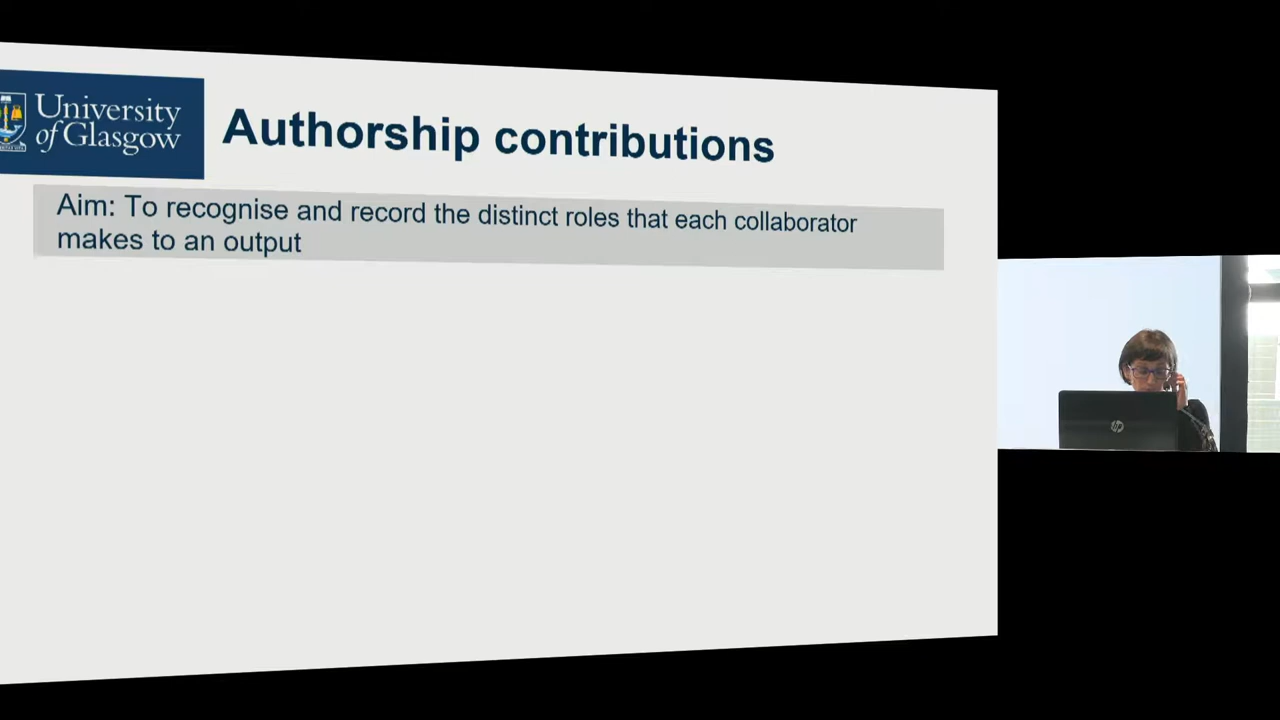 University
of Glasgow
Authorship contributions
Aim: To recognise and record the distinct roles that each collaborator
makes to an output
hp